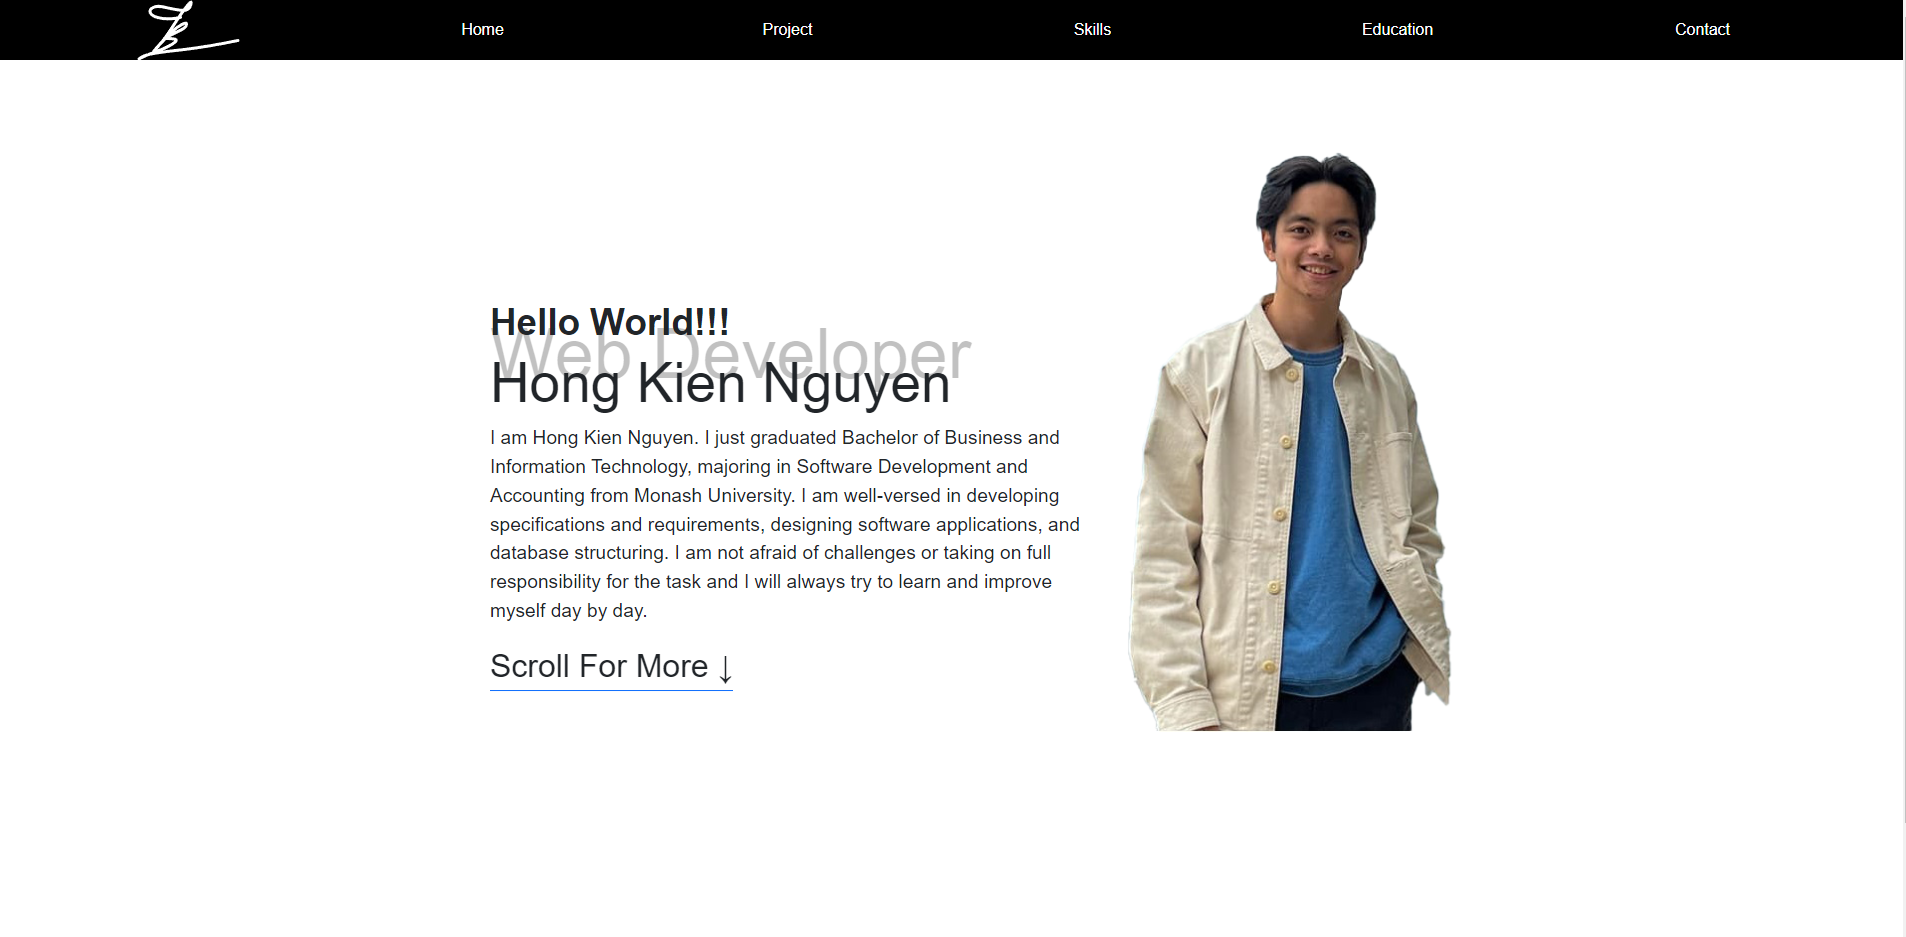 Home Project Skills Education Contact
Hello World!!!
Web Developer
Hong Kien Nguyen
I am Hong Kien Nguyen. I just graduated Bachelor of Business and
Information Technology, majoring in Software Development and
Accounting from Monash University. I am well-versed in developing
specifications and requirements, designing software applications, and
database structuring. I am not afraid of challenges or taking on full
responsibility for the task and I will always try to learn and improve
myself day by day.
Scroll For More ↓